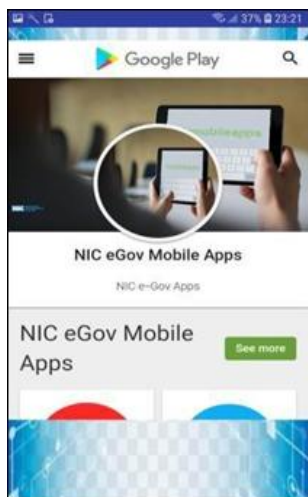 37% 23:21
Google Play
mobileapps
NIC eGov Mobile Apps
NIC e-Gov Apps
NIC eGov Mobile
Apps
See more